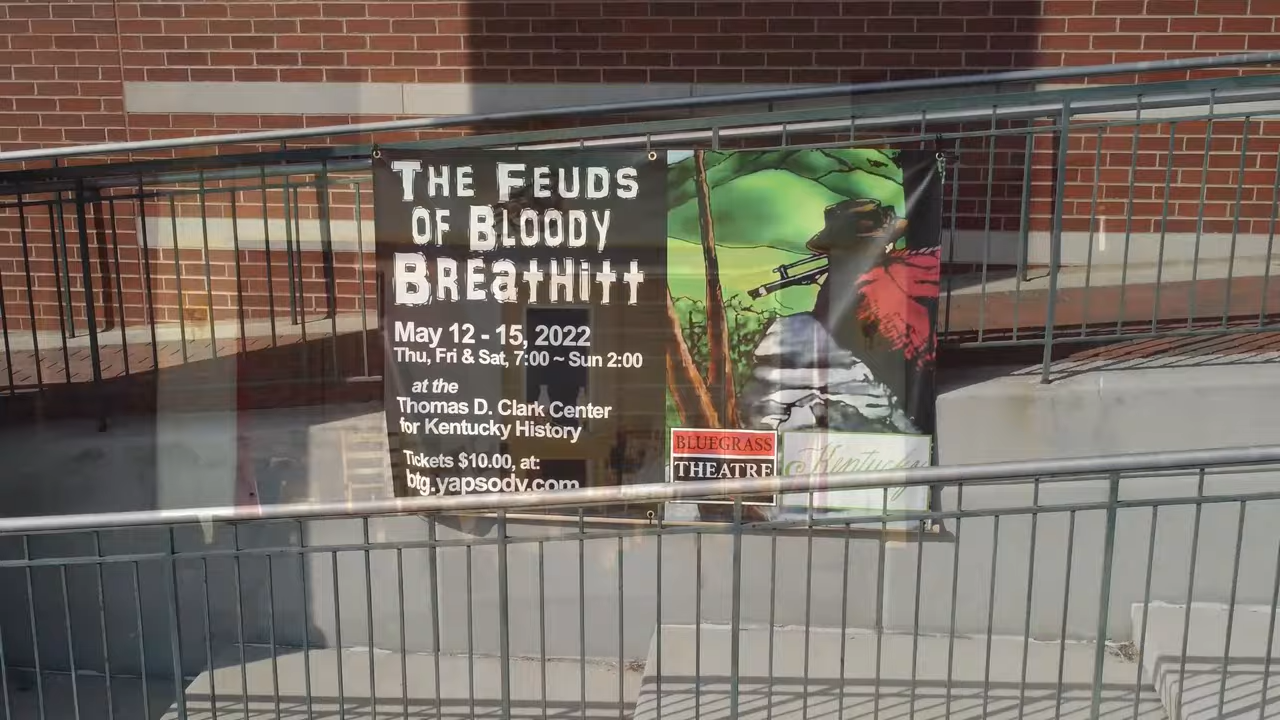 THE FEUDS
OF BLOODY
BREATHITT
May 12 - 15, 2022
Thu, Fri & Sat, 7:00 ~ Sun 2:00
at the
Thomas D. Clark Center
for Kentucky History
Tickets $10.00, at:
btg.yapsody.com
BLUEGRASS
THEATRE
Kentucky